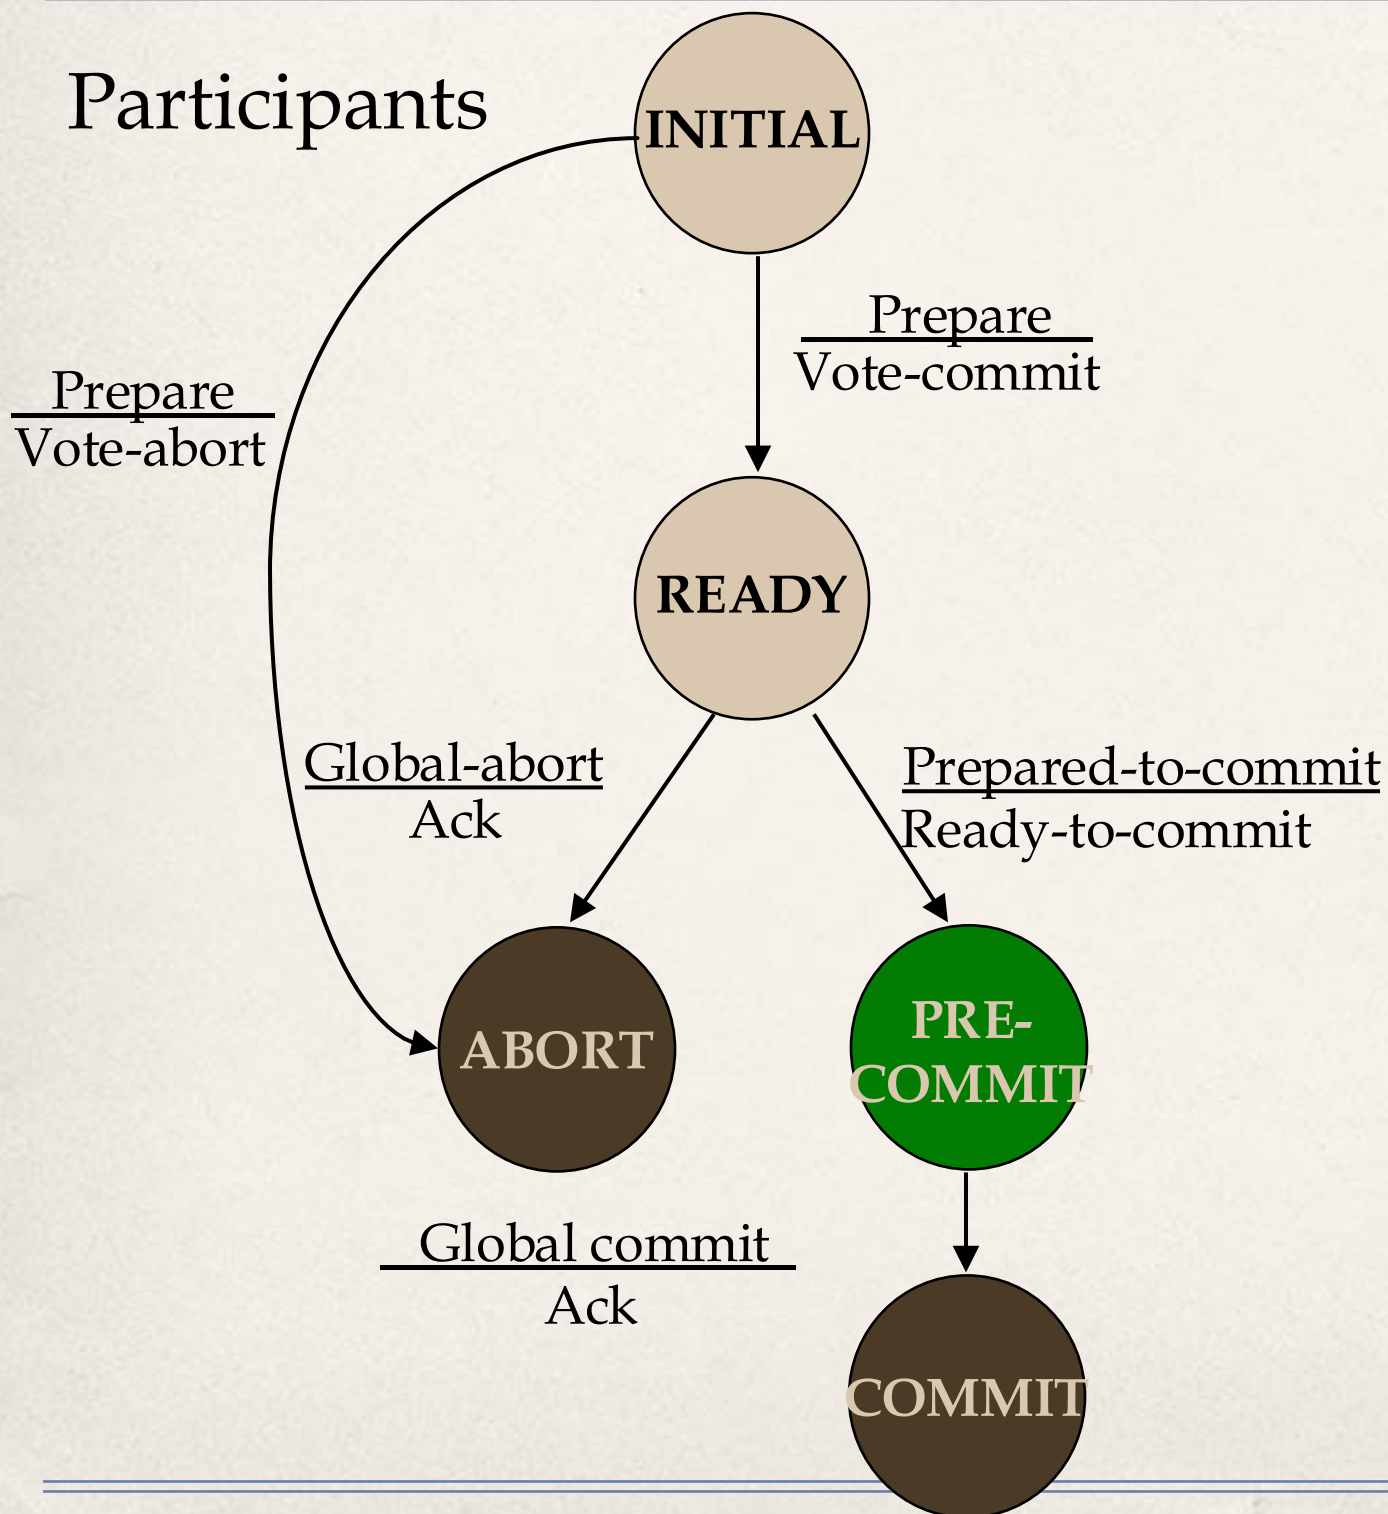 Participants
INITIAL
Prepare
Vote-commit
Prepare
Vote-abort
READY
Global-abort
Ack
Prepared-to-commit
Ready-to-commit
ABORT
PRE-
COMMIT
Global commit
Ack
COMMIT